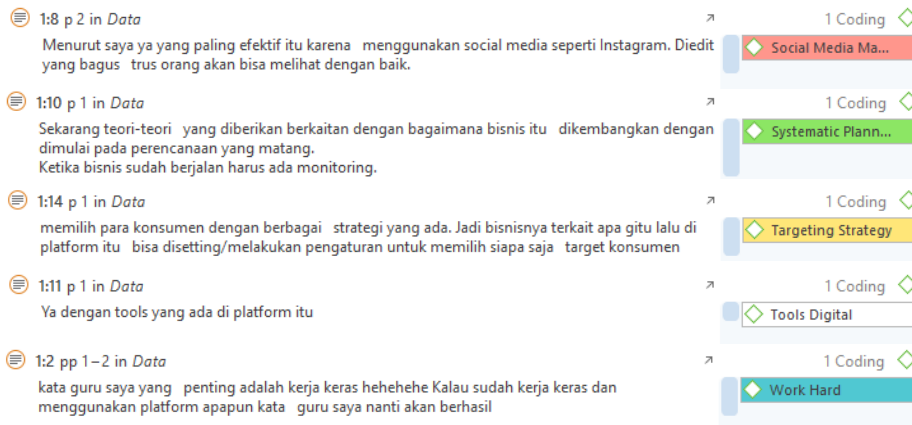 1:8 p 2 in Data
1 Coding
Menurut saya ya yang paling efektif itu karena menggunakan social media seperti Instagram. Diedit
yang bagus trus orang akan bisa melihat dengan baik.
Social Media Ma...
1:10 p 1 in Data
1 Coding
Sekarang teori-teori yang diberikan berkaitan dengan bagaimana bisnis itu dikembangkan dengan
dimulai pada perencanaan yang matang.
Ketika bisnis sudah berjalan harus ada monitoring.
Systematic Plann...
1:14 p 1 in Data
1 Coding
memilih para konsumen dengan berbagai strategi yang ada. Jadi bisnisnya terkait apa gitu lalu di
platform itu bisa disetting/melakukan pengaturan untuk memilih siapa saja target konsumen
Targeting Strategy
1:11 p 1 in Data
1 Coding
Ya dengan tools yang ada di platform itu
Tools Digital
1:2 pp 1–2 in Data
1 Coding
kata guru saya yang penting adalah kerja keras hehehehe Kalau sudah kerja keras dan
menggunakan platform apapun kata guru saya nanti akan berhasil
Work Hard